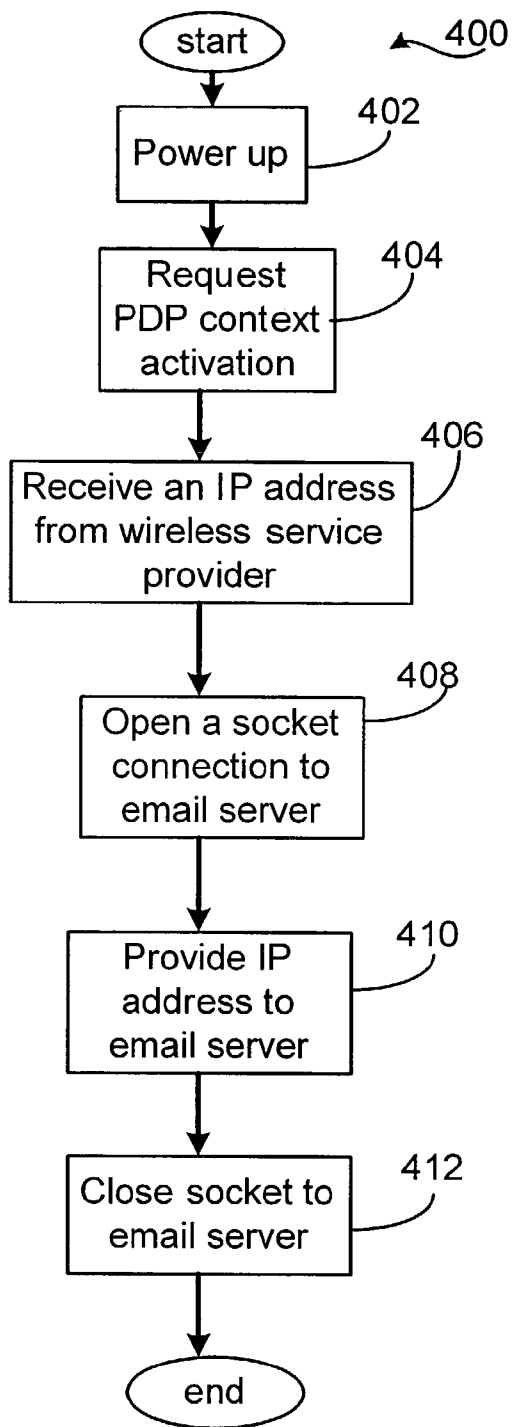 start
400
402
Power up
404
Request
PDP context
activation
406
Receive an IP address
from wireless service
provider
408
Open a socket
connection to
email server
410
Provide IP
address to
email server
412
Close socket to
email server
end